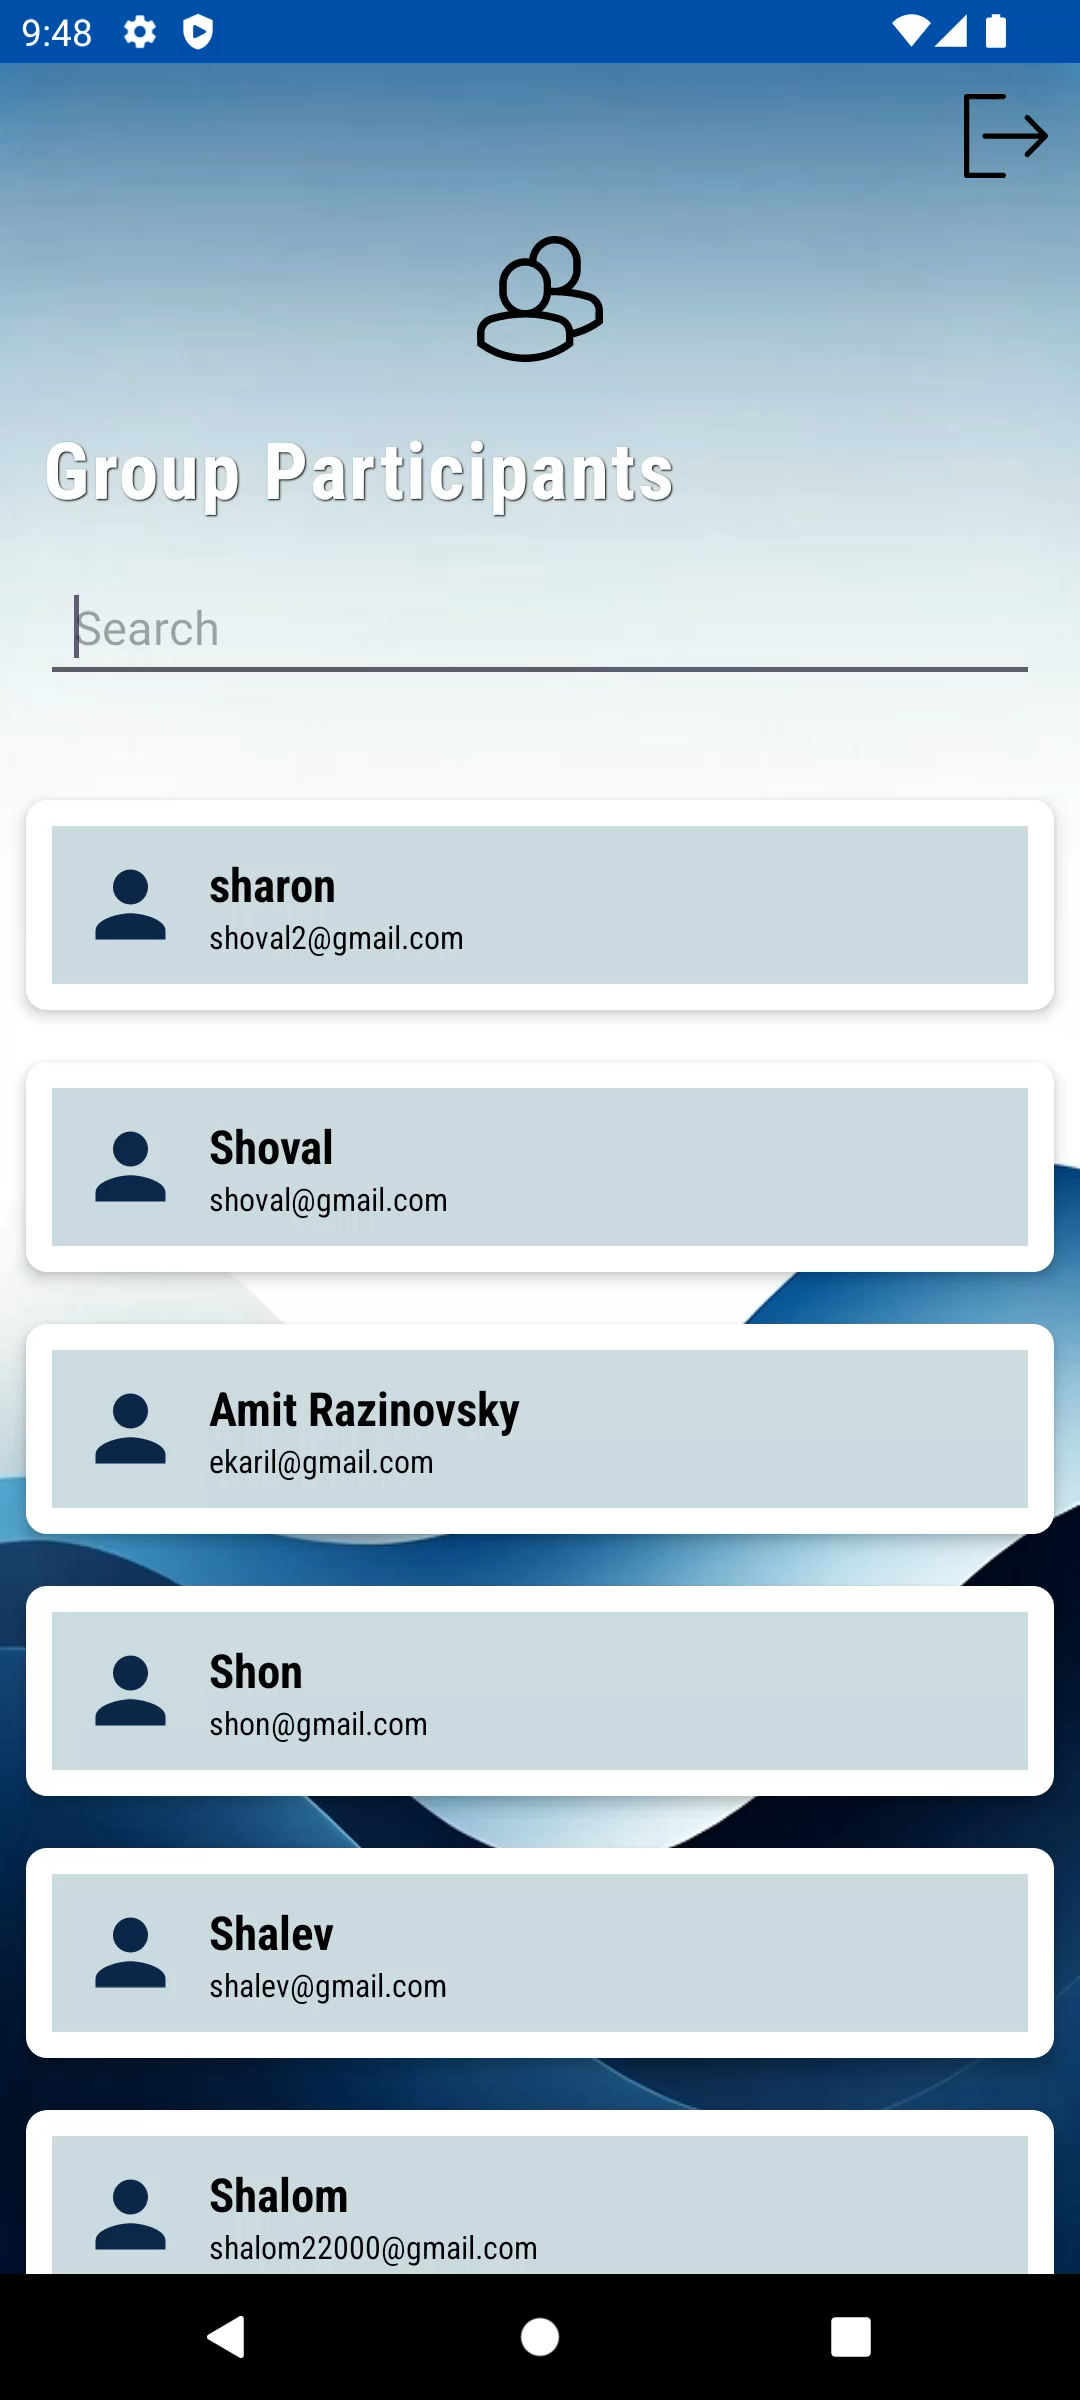 9:48
Group Participants
Search
sharon
shoval2@gmail.com
Shoval
shoval@gmail.com
Amit Razinovsky
ekaril@gmail.com
Shon
shon@gmail.com
Shalev
shalev@gmail.com
Shalom
shalom22000@gmail.com